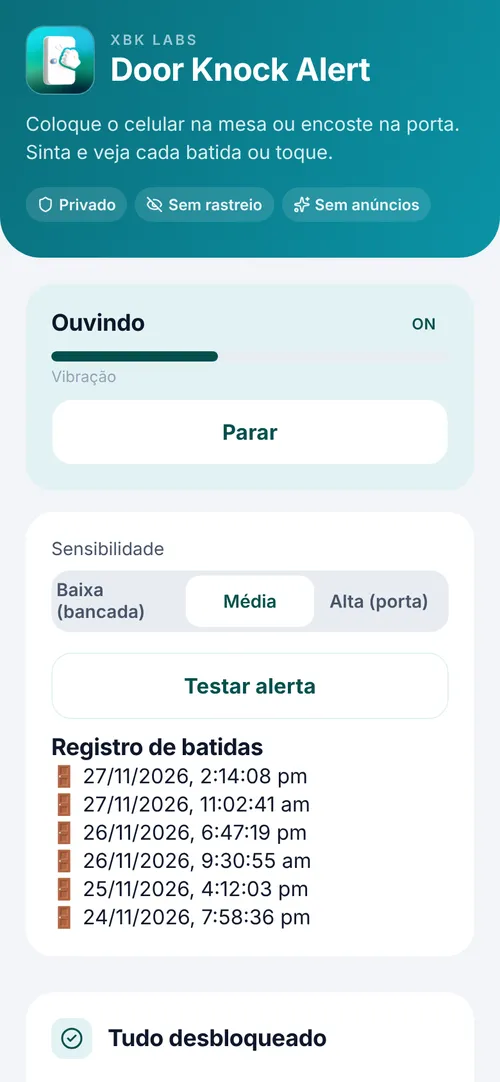 XBK LABS
Door Knock Alert
Coloque o celular na mesa ou encoste na porta.
Sinta e veja cada batida ou toque.
Privado
Sem rastreio
Sem anúncios
Ouvindo
ON
Vibração
Parar
Sensibilidade
Baixa
(bancada)
Média
Alta (porta)
Testar alerta
Registro de batidas
27/11/2026, 2:14:08 pm
27/11/2026, 11:02:41 am
26/11/2026, 6:47:19 pm
26/11/2026, 9:30:55 am
25/11/2026, 4:12:03 pm
24/11/2026, 7:58:36 pm
Tudo desbloqueado